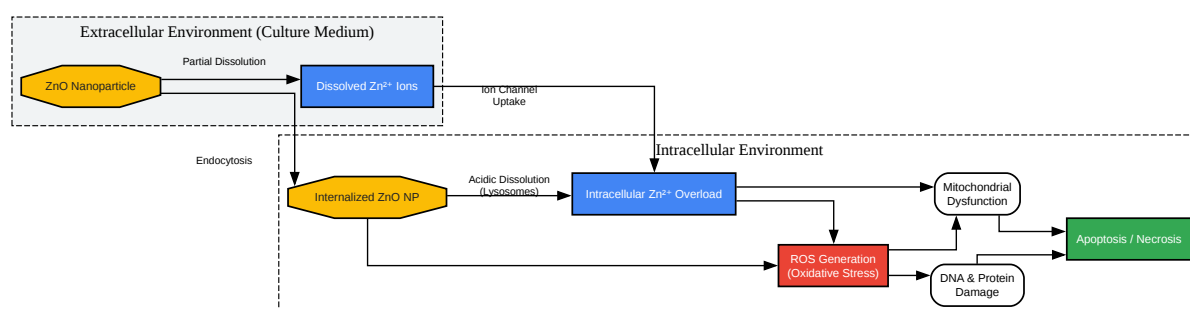 Extracellular Environment (Culture Medium)
Partial Dissolution
ZnO Nanoparticle
Dissolved Zn²⁺ Ions
Ion Channel
Uptake
Endocytosis
Intracellular Environment
Internalized ZnO NP
Acidic Dissolution
(Lysosomes)
Intracellular Zn²⁺ Overload
Mitochondrial
Dysfunction
ROS Generation
(Oxidative Stress)
DNA & Protein
Damage
Apoptosis / Necrosis